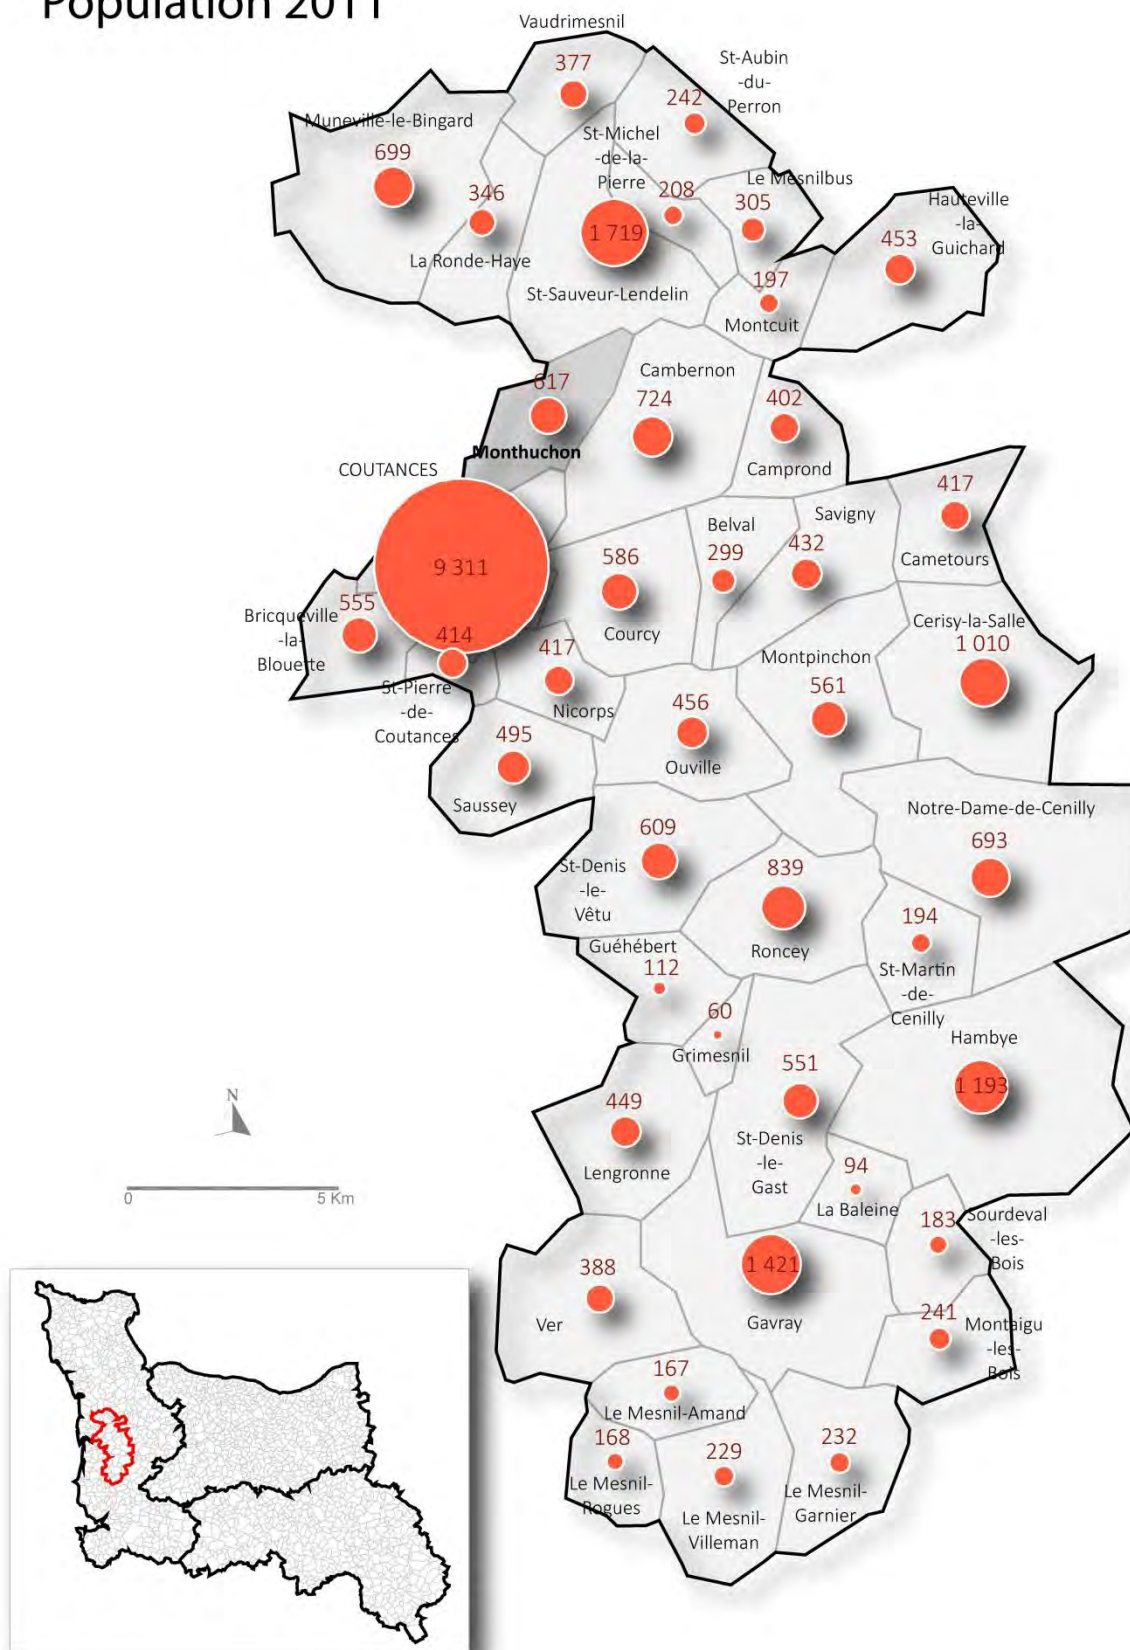 Population 2011
Vaudrimesnil
377
St-Aubin
-du-
Perron
242
Muneville-le-Bingard
699
St-Michel
-de-la-
Pierre
208
Le Mesnilbus
305
346
La Ronde-Haye
1 719
St-Sauveur-Lendelin
Hauteville
-la-
Guichard
453
197
Montcuit
617
Monthuchon
Cambernon
724
402
Camprond
COUTANCES
9 311
417
Cametours
Savigny
432
Belval
299
586
Courcy
Bricqueville
-la-
Blouette
555
414
St-Pierre
-de-
Coutances
417
Nicorps
Cerisy-la-Salle
1 010
Montpinchon
561
456
Ouville
495
Saussey
Notre-Dame-de-Cenilly
693
609
St-Denis
-le-
Vêtu
839
Roncey
194
St-Martin
-de-
Cenilly
Guéhébert
112
60
Grimesnil
Hambye
1 193
551
St-Denis
-le-
Gast
449
Lengronne
94
La Baleine
183
Sourdeval
-les-
Bois
N
0
5 Km
388
Ver
1 421
Gavray
241
Montaigu
-les-
Bois
167
Le Mesnil-Amand
168
Le Mesnil-
Rogues
229
Le Mesnil-
Villeman
232
Le Mesnil-
Garnier